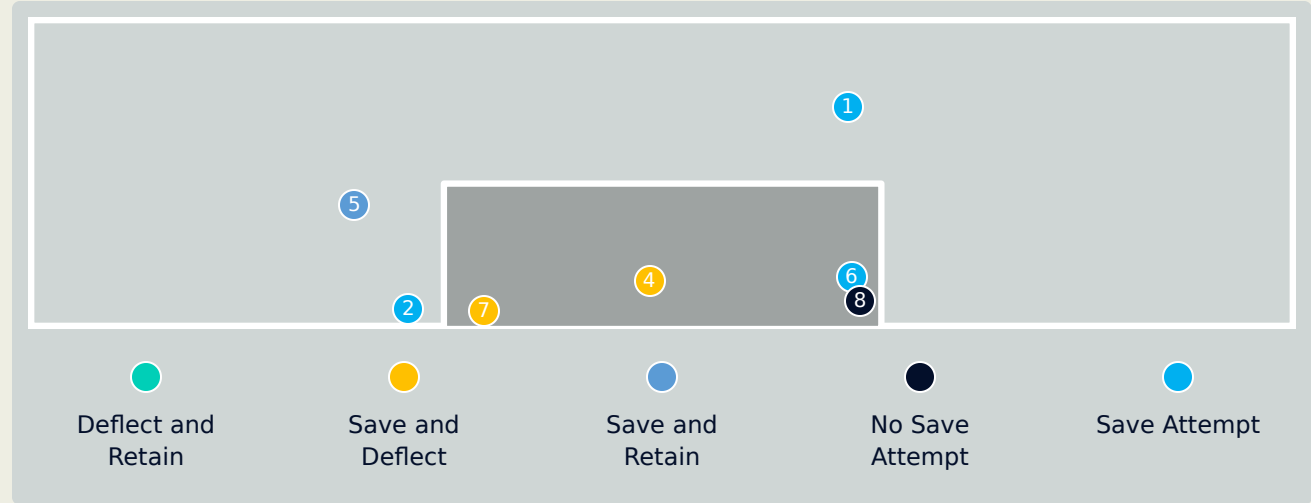 1
5
4
6
8
2
7
Deflect and
Retain
Save and
Deflect
Save and
Retain
No Save
Attempt
Save Attempt